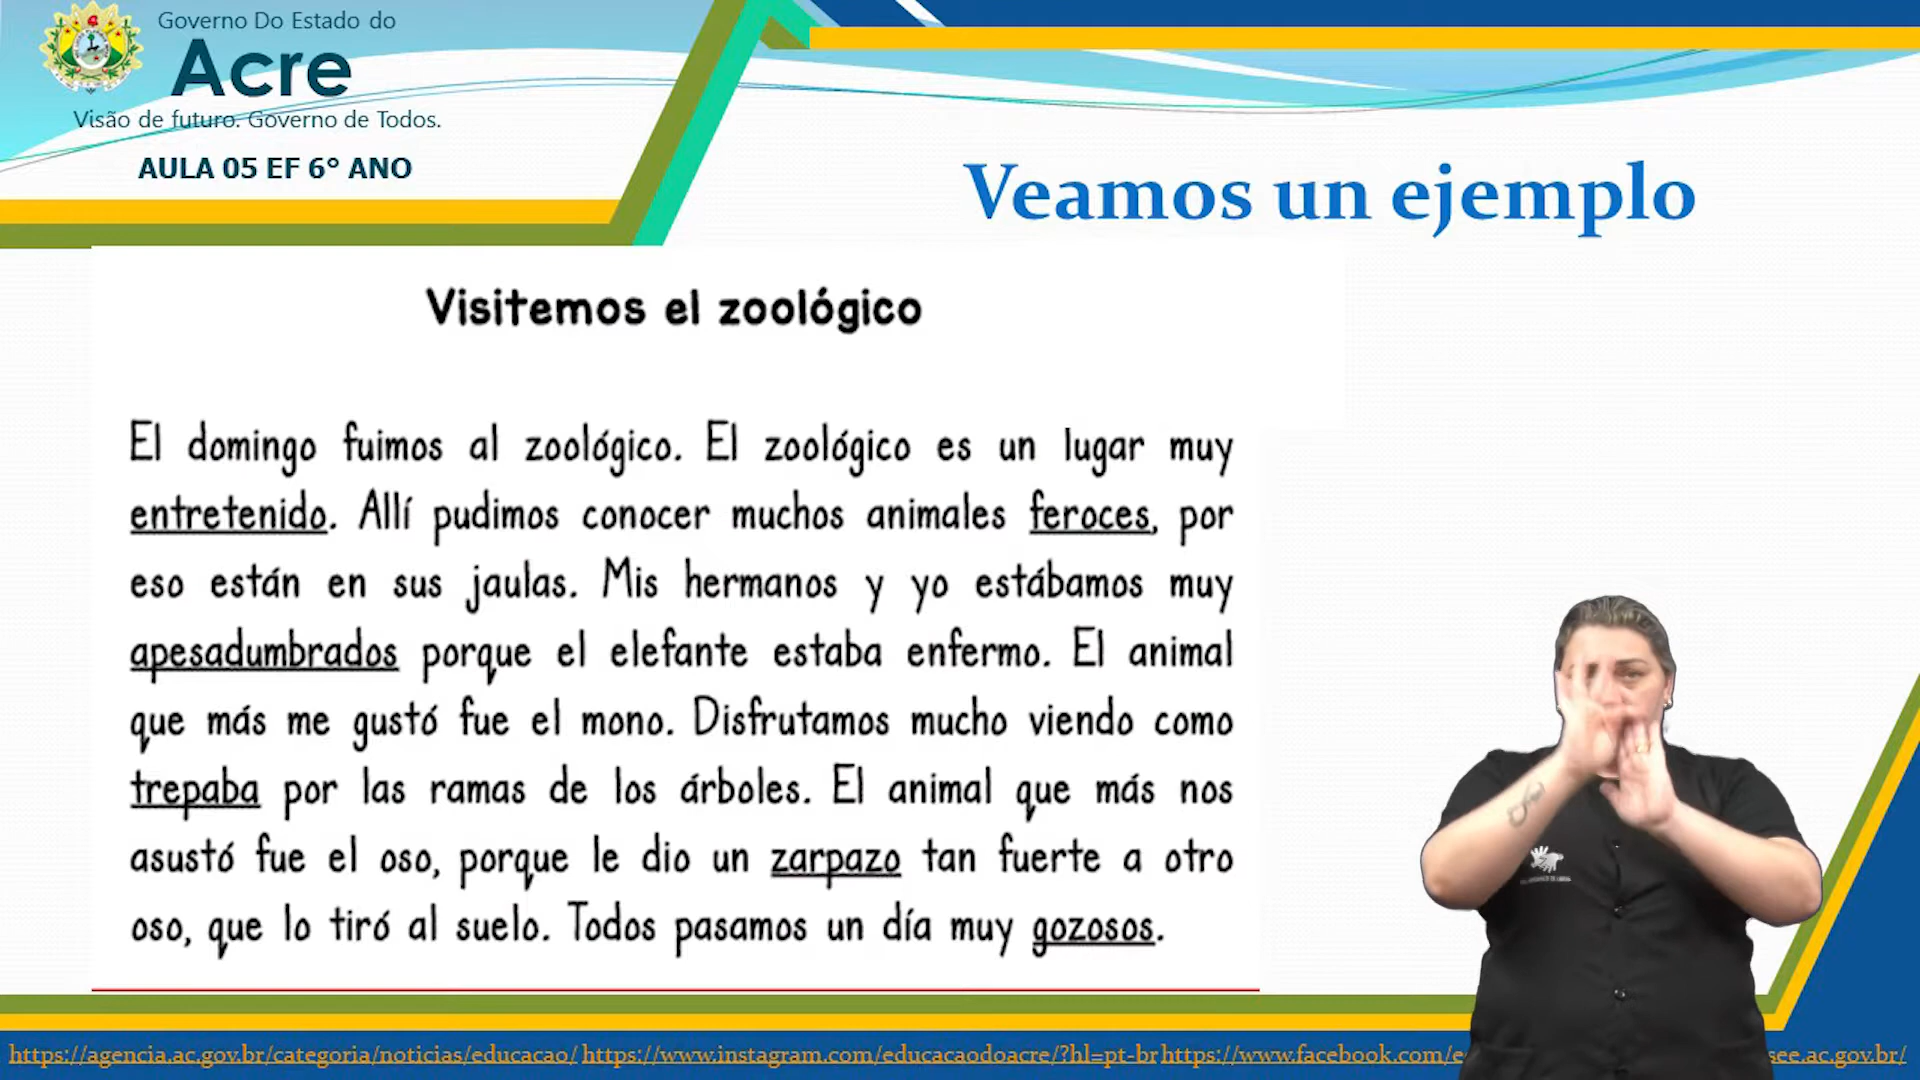 Governo Do Estado do
Acre
Visão de futuro. Governo de Todos.
AULA 05 EF 6° ANO
Veamos un ejemplo
Visitemos el zoológico
El domingo fuimos al zoológico. El zoológico es un lugar muy
entretenido. Allí pudimos conocer muchos animales feroces, por
eso están en sus jaulas. Mis hermanos y yo estábamos muy
apesadumbrados porque el elefante estaba enfermo. El animal
que más me gustó fue el mono. Disfrutamos mucho viendo como
trepaba por las ramas de los árboles. El animal que más nos
asustó fue el oso, porque le dio un zarpazo tan fuerte a otro
oso, que lo tiró al suelo. Todos pasamos un día muy gozosos.
https://agencia.ac.gov.br/categoria/noticias/educacao/ https://www.instagram.com/educacaodoacre/?hl=pt-br https://www.facebook.com/e see.ac.gov.br/